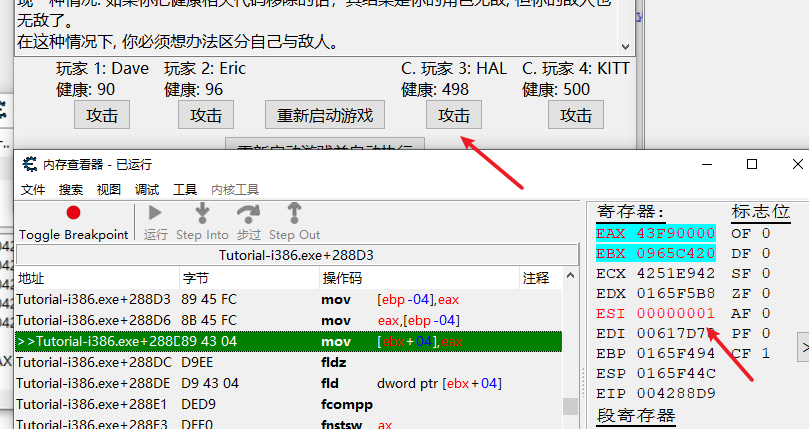 现一种情况: 如果你把健康相关代码移除的话，其结果是你的角色无敌, 但你的敌人也
无敌了。
在这种情况下, 你必须想办法区分自己与敌人。
玩家 1: Dave 玩家 2: Eric C. 玩家 3: HAL C. 玩家 4: KITT
健康: 90 健康: 96 健康: 498 健康: 500
攻击 攻击 重新启动游戏 攻击 攻击
重新启动游戏并自动执行
内存查看器 - 已运行
文件 搜索 视图 调试 工具 内核工具
Toggle Breakpoint 运行 Step Into 步过 Step Out
Tutorial-i386.exe+288D3
地址 字节 操作码 注释
Tutorial-i386.exe+288D3 89 45 FC mov [ebp-04],eax
Tutorial-i386.exe+288D6 8B 45 FC mov eax,[ebp-04]
>>Tutorial-i386.exe+288D 89 43 04 mov [ebx+04],eax
Tutorial-i386.exe+288DC D9EE fldz
Tutorial-i386.exe+288DE D9 43 04 fld dword ptr [ebx+04]
Tutorial-i386.exe+288E1 DED9 fcompp
Tutorial-i386.exe+288E3 DFE0 fnstsw ax
寄存器: 标志位
EAX 43F90000 OF 0
EBX 0965C420 DF 0
ECX 4251E942 SF 0
EDX 0165F5B8 ZF 0
ESI 00000001 AF 0
EDI 00617D7 PF 0
EBP 0165F494 CF 1
ESP 0165F44C
EIP 004288D9
段寄存器